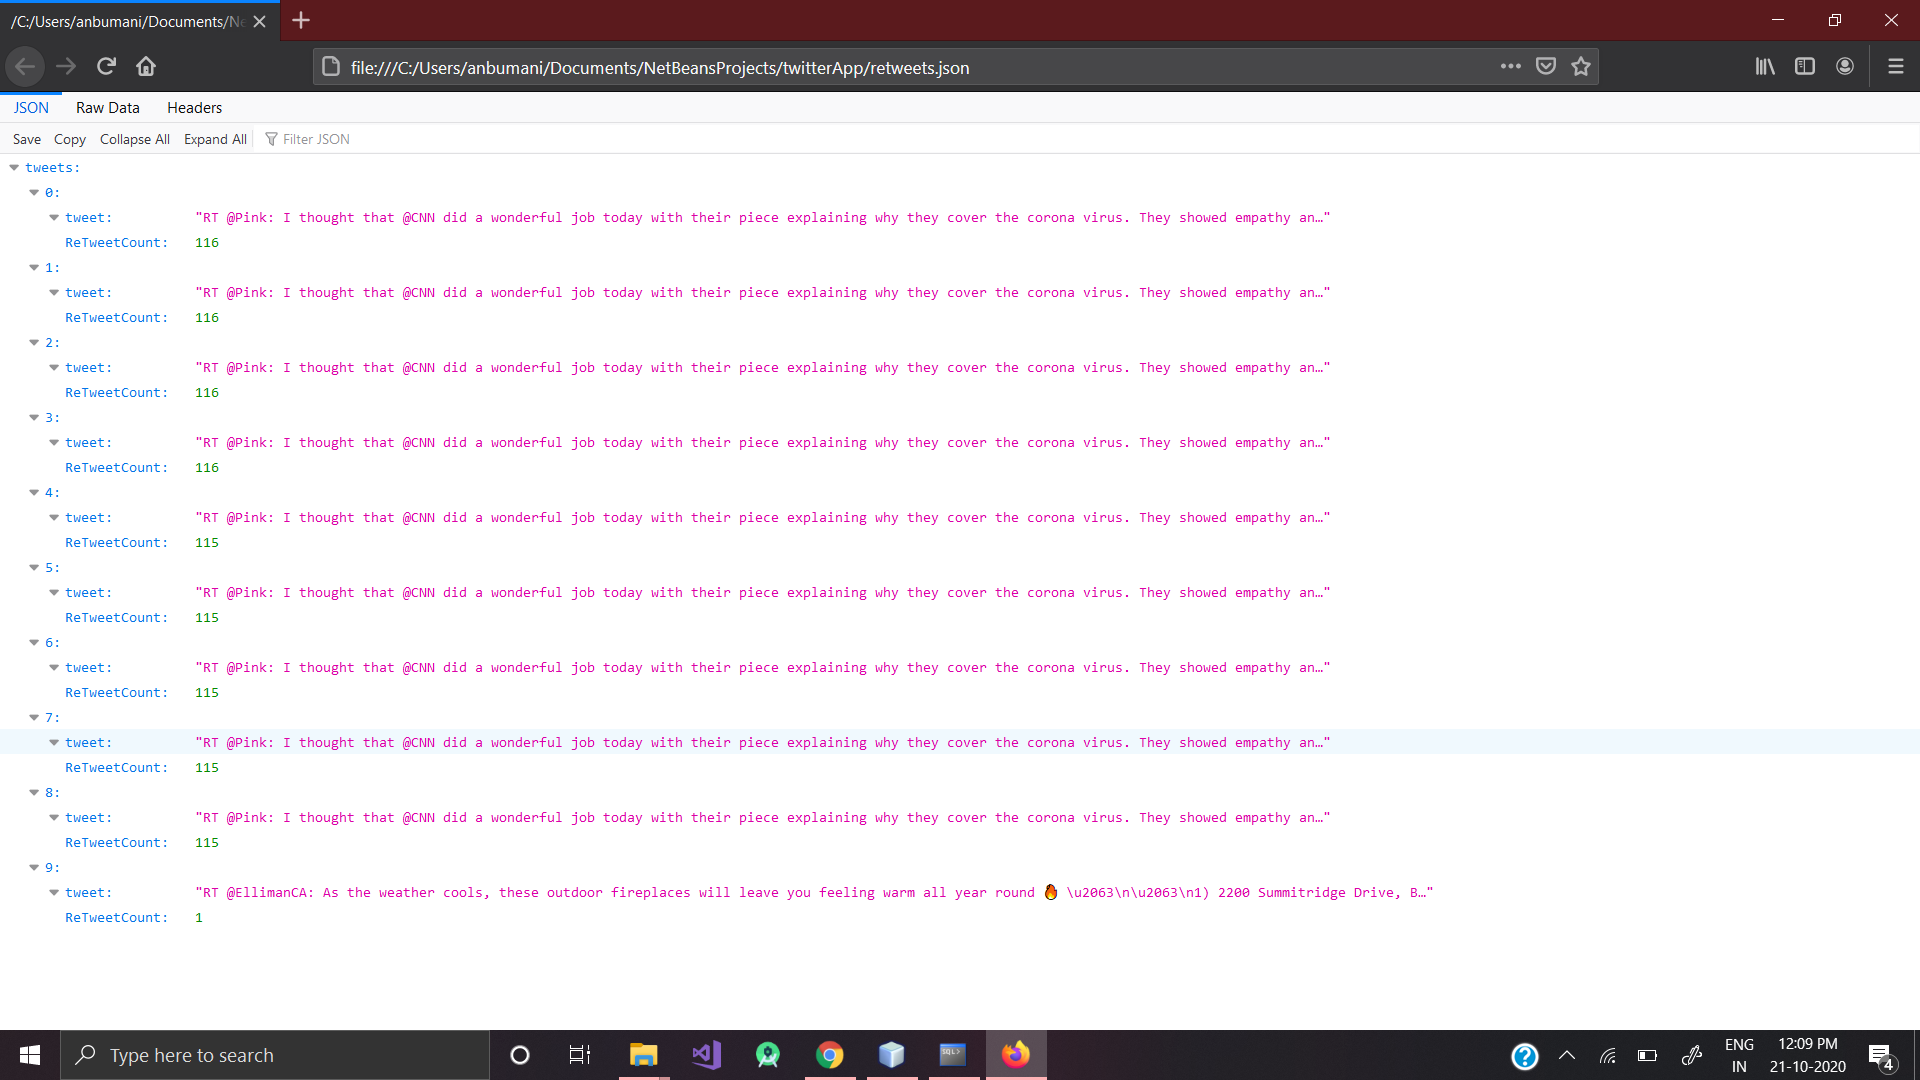 /C:/Users/anbumani/Documents/Ne
file:///C:/Users/anbumani/Documents/NetBeansProjects/twitterApp/retweets.json
JSON Raw Data Headers
Save Copy Collapse All Expand All Filter JSON
tweets:
0:
tweet: "RT @Pink: I thought that @CNN did a wonderful job today with their piece explaining why they cover the corona virus. They showed empathy an…"
ReTweetCount: 116
1:
tweet: "RT @Pink: I thought that @CNN did a wonderful job today with their piece explaining why they cover the corona virus. They showed empathy an…"
ReTweetCount: 116
2:
tweet: "RT @Pink: I thought that @CNN did a wonderful job today with their piece explaining why they cover the corona virus. They showed empathy an…"
ReTweetCount: 116
3:
tweet: "RT @Pink: I thought that @CNN did a wonderful job today with their piece explaining why they cover the corona virus. They showed empathy an…"
ReTweetCount: 116
4:
tweet: "RT @Pink: I thought that @CNN did a wonderful job today with their piece explaining why they cover the corona virus. They showed empathy an…"
ReTweetCount: 115
5:
tweet: "RT @Pink: I thought that @CNN did a wonderful job today with their piece explaining why they cover the corona virus. They showed empathy an…"
ReTweetCount: 115
6:
tweet: "RT @Pink: I thought that @CNN did a wonderful job today with their piece explaining why they cover the corona virus. They showed empathy an…"
ReTweetCount: 115
7:
tweet: "RT @Pink: I thought that @CNN did a wonderful job today with their piece explaining why they cover the corona virus. They showed empathy an…"
ReTweetCount: 115
8:
tweet: "RT @Pink: I thought that @CNN did a wonderful job today with their piece explaining why they cover the corona virus. They showed empathy an…"
ReTweetCount: 115
9:
tweet: "RT @EllimanCA: As the weather cools, these outdoor fireplaces will leave you feeling warm all year round 🔥 \u2063\n\u2063\n1) 2200 Summitridge Drive, B…"
ReTweetCount: 1
Type here to search
SQL>
ENG
IN
12:09 PM
21-10-2020
4